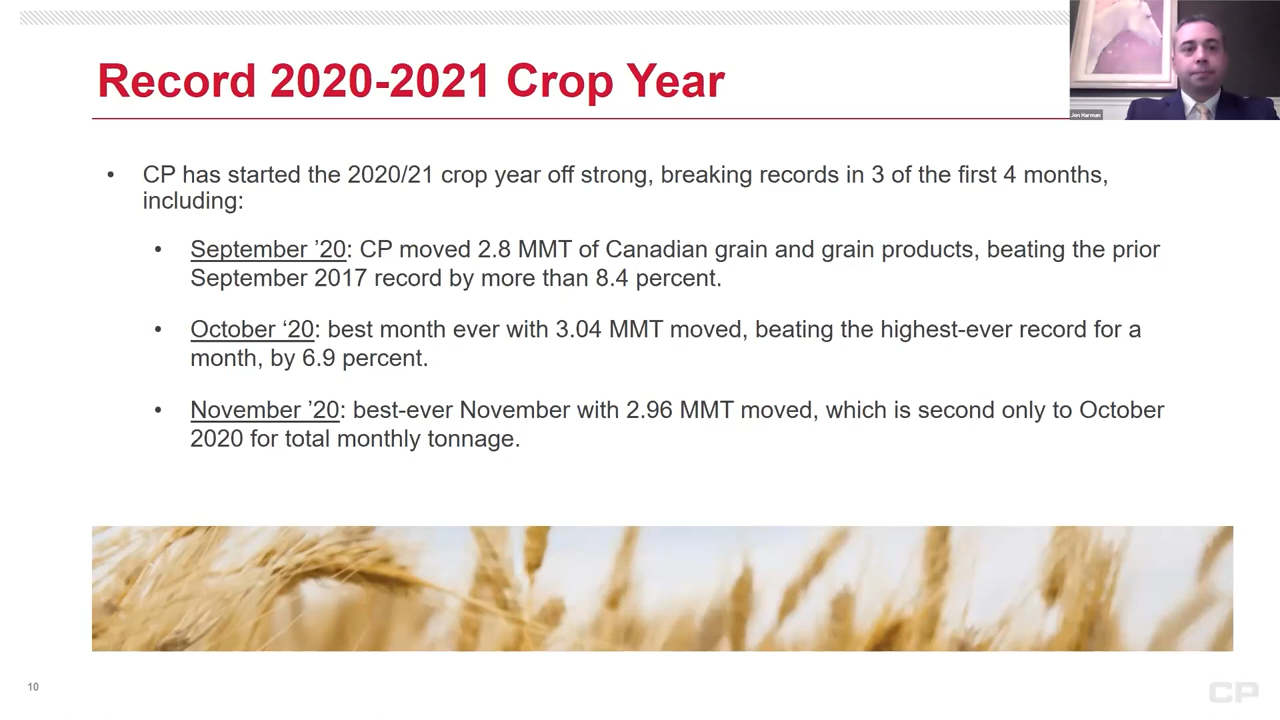 Record 2020-2021 Crop Year
Jon Harman
• CP has started the 2020/21 crop year off strong, breaking records in 3 of the first 4 months,
including:
• September ’20: CP moved 2.8 MMT of Canadian grain and grain products, beating the prior
September 2017 record by more than 8.4 percent.
• October ‘20: best month ever with 3.04 MMT moved, beating the highest-ever record for a
month, by 6.9 percent.
• November ’20: best-ever November with 2.96 MMT moved, which is second only to October
2020 for total monthly tonnage.
10
CP